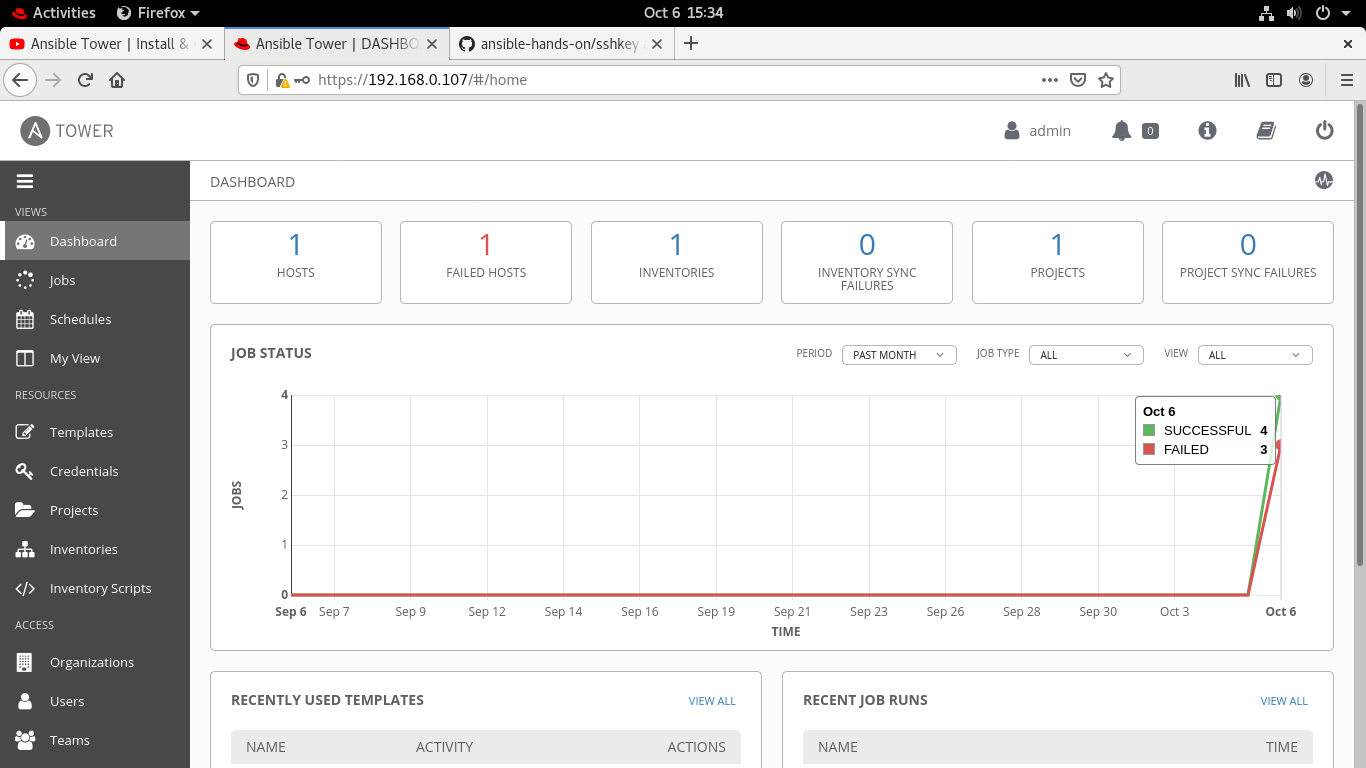 Activities
Firefox
Oct 6 15:34
Ansible Tower | Install &
Ansible Tower | DASHBO
ansible-hands-on/sshkey
https://192.168.0.107/#/home
TOWER
admin
0
VIEWS
Dashboard
Jobs
Schedules
My View
RESOURCES
Templates
Credentials
Projects
Inventories
Inventory Scripts
ACCESS
Organizations
Users
Teams
DASHBOARD
1
HOSTS
1
FAILED HOSTS
1
INVENTORIES
0
INVENTORY SYNC
FAILURES
1
PROJECTS
0
PROJECT SYNC FAILURES
JOB STATUS
PERIOD
PAST MONTH
JOB TYPE
ALL
VIEW
ALL
4
3
2
1
0
JOBS
Oct 6
SUCCESSFUL 4
FAILED 3
Sep 6 Sep 7 Sep 9 Sep 12 Sep 14 Sep 16 Sep 19 Sep 21 Sep 23 Sep 26 Sep 28 Sep 30 Oct 3 Oct 6
TIME
RECENTLY USED TEMPLATES
VIEW ALL
NAME ACTIVITY ACTIONS
RECENT JOB RUNS
VIEW ALL
NAME TIME